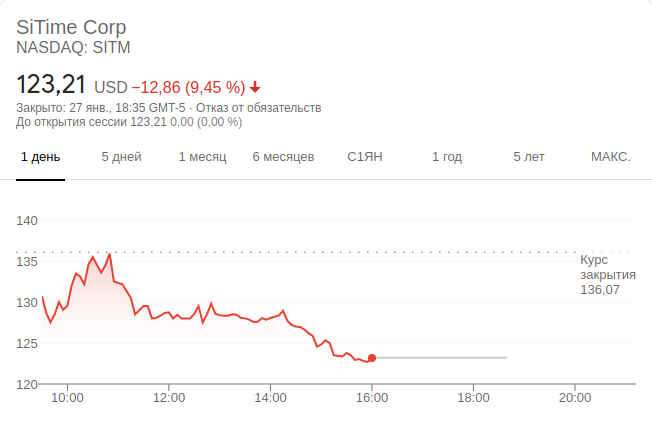 SiTime Corp
NASDAQ: SITM
123,21 USD −12,86 (9,45 %)
Закрыто: 27 янв., 18:35 GMT-5 · Отказ от обязательств
До открытия сессии 123,21 0,00 (0,00 %)
1 день 5 дней 1 месяц 6 месяцев С1ЯН 1 год 5 лет МАКС.
140
135
130
125
120
Курс
закрытия
136,07
10:00 12:00 14:00 16:00 18:00 20:00